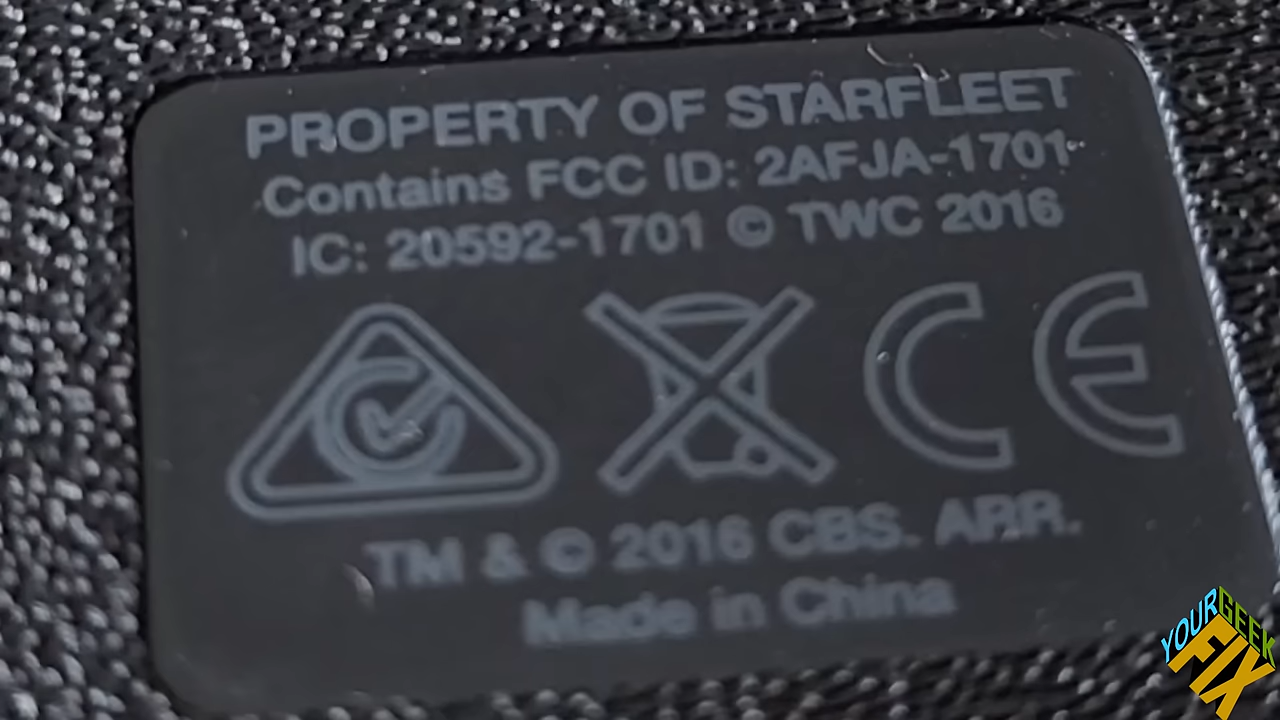 PROPERTY OF STARFLEET
Contains FCC ID: 2AFJA-1701
IC: 20592-1701 © TWC 2016
CE
TM & © 2016 CBS. ARR.
Made in China
YOUR GEEK
FIX